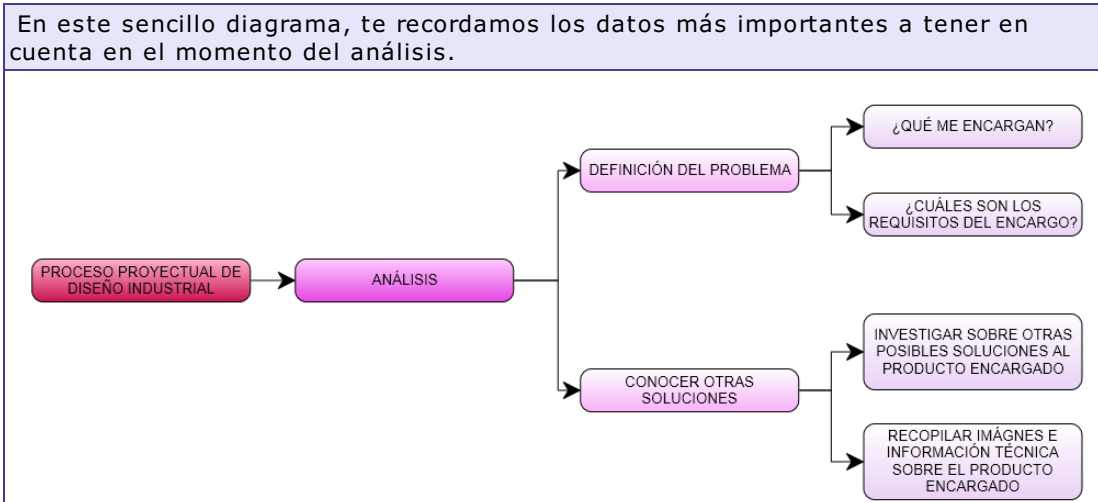 En este sencillo diagrama, te recordamos los datos más importantes a tener en
cuenta en el momento del análisis.
PROCESO PROYECTUAL DE
DISEÑO INDUSTRIAL
ANÁLISIS
DEFINICIÓN DEL PROBLEMA
¿QUÉ ME ENCARGAN?
¿CUÁLES SON LOS
REQUISITOS DEL ENCARGO?
CONOCER OTRAS
SOLUCIONES
INVESTIGAR SOBRE OTRAS
POSIBLES SOLUCIONES AL
PRODUCTO ENCARGADO
RECOPILAR IMÁGNES E
INFORMACIÓN TÉCNICA
SOBRE EL PRODUCTO
ENCARGADO